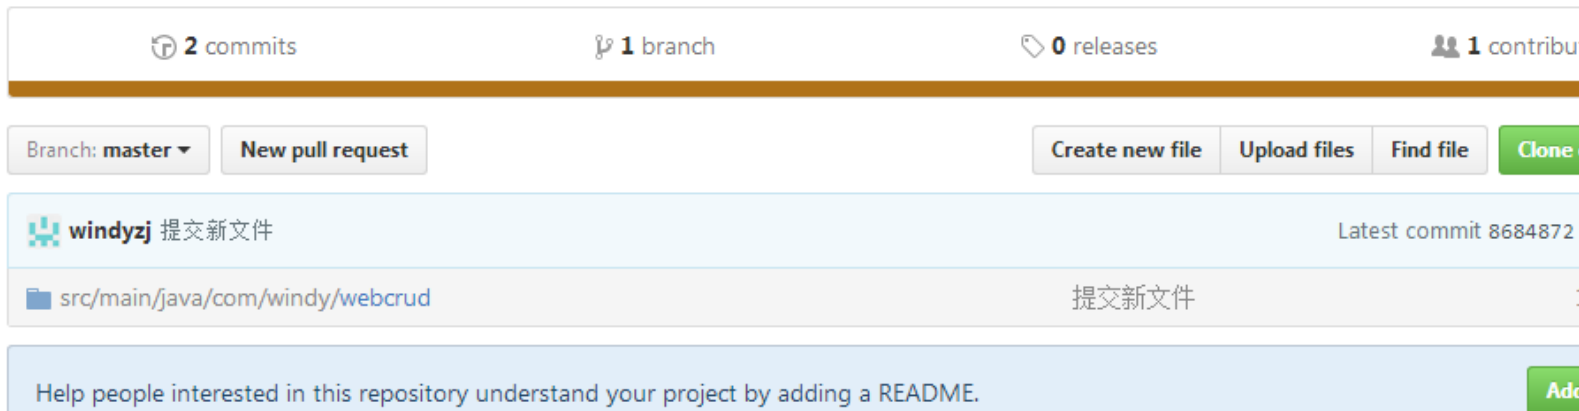 2 commits 1 branch 0 releases 1 contribu
Branch: master New pull request Create new file Upload files Find file Clone
windyzj 提交新文件 Latest commit 8684872
src/main/java/com/windy/webcrud 提交新文件
Help people interested in this repository understand your project by adding a README. Add